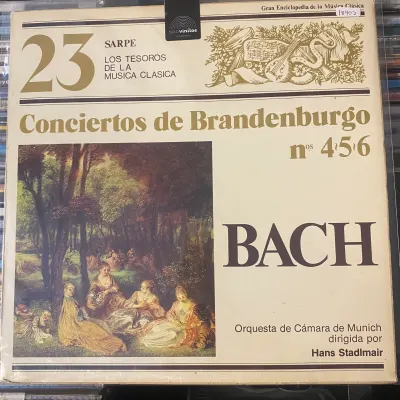 Gran Enciclopedia de la Música Clásica
23
SARPE
LOS TESOROS
DE LA
MUSICA CLASICA
Conciertos de Brandenburgo
nos 4/5/6
BACH
Orquesta de Cámara de Munich
dirigida por
Hans Stadlmair